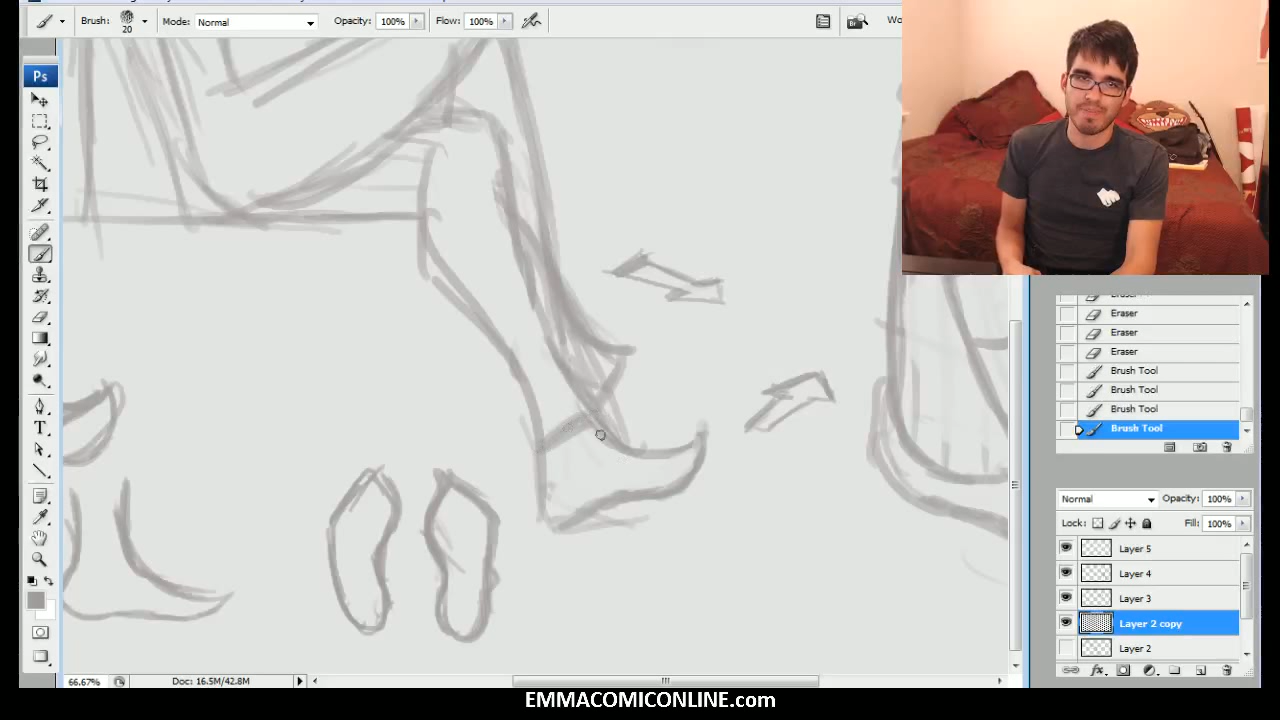 Brush: 20 Mode: Normal Opacity: 100% Flow: 100% Wo
Ps
Eraser
Eraser
Eraser
Brush Tool
Brush Tool
Brush Tool
Brush Tool
Normal Opacity: 100%
Lock: Fill: 100%
Layer 5
Layer 4
Layer 3
Layer 2 copy
Layer 2
66.67% Doc: 16.5M/42.8M
EMMACOMICONLINE.com